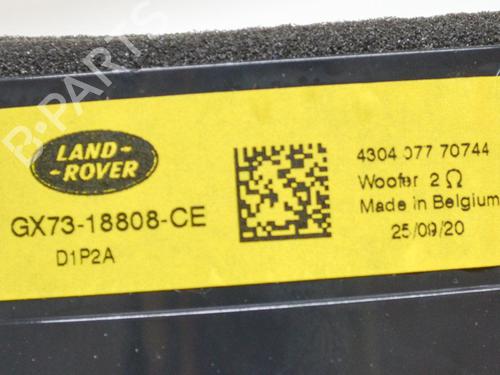 R-PARTS
LAND-
-ROVER
GX73-18808-CE
D1P2A
4304 077 70744
Woofer 2 Ω
Made in Belgium
25/09/20